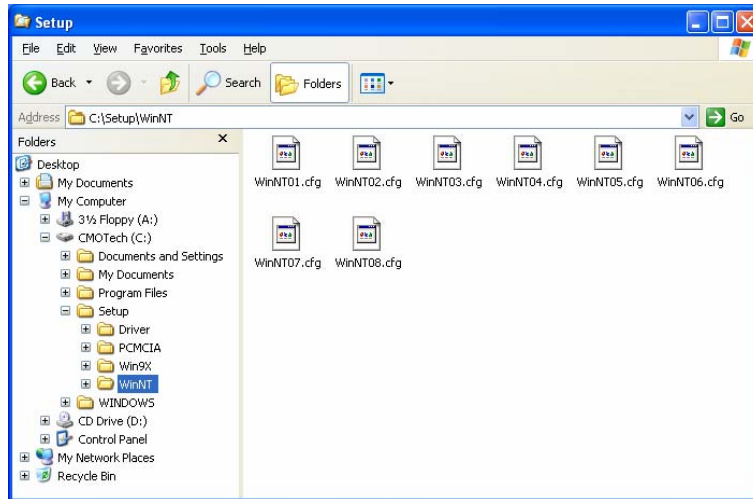 Setup
File Edit View Favorites Tools Help
Back Search Folders
Address C:\Setup\WinNT Go
Folders X
Desktop
My Documents
My Computer
3½ Floppy (A:)
CMOTech (C:)
Documents and Settings
My Documents
Program Files
Setup
Driver
PCMCIA
Win9X
WinNT
WINDOWS
CD Drive (D:)
Control Panel
My Network Places
Recycle Bin
WinNT01.cfg WinNT02.cfg WinNT03.cfg WinNT04.cfg WinNT05.cfg WinNT06.cfg
WinNT07.cfg WinNT08.cfg